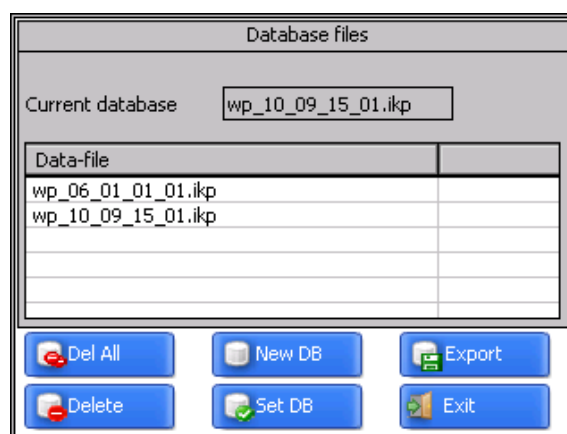 Database files
Current database wp_10_09_15_01.ikp
Data-file
wp_06_01_01_01.ikp
wp_10_09_15_01.ikp
Del All New DB Export
Delete Set DB Exit